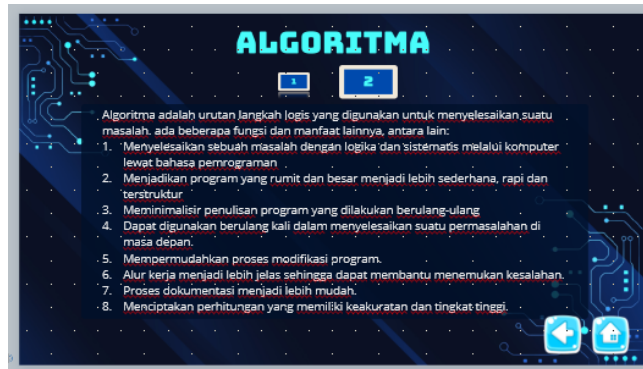 ALGORITMA
1 2
Algoritma adalah urutan langkah logis yang digunakan untuk menyelesaikan suatu
masalah. ada beberapa fungsi dan manfaat lainnya, antara lain:
1. Menyelesaikan sebuah masalah dengan logika dan sistematis melalui komputer
lewat bahasa pemrograman
2. Menjadikan program yang rumit dan besar menjadi lebih sederhana, rapi dan
terstruktur
3. Meminimalisir penulisan program yang dilakukan berulang-ulang
4. Dapat digunakan berulang kali dalam menyelesaikan suatu permasalahan di
masa depan.
5. Mempermudahkan proses modifikasi program.
6. Alur kerja menjadi lebih jelas sehingga dapat membantu menemukan kesalahan.
7. Proses dokumentasi menjadi lebih mudah.
8. Menciptakan perhitungan yang memiliki keakuratan dan tingkat tinggi.